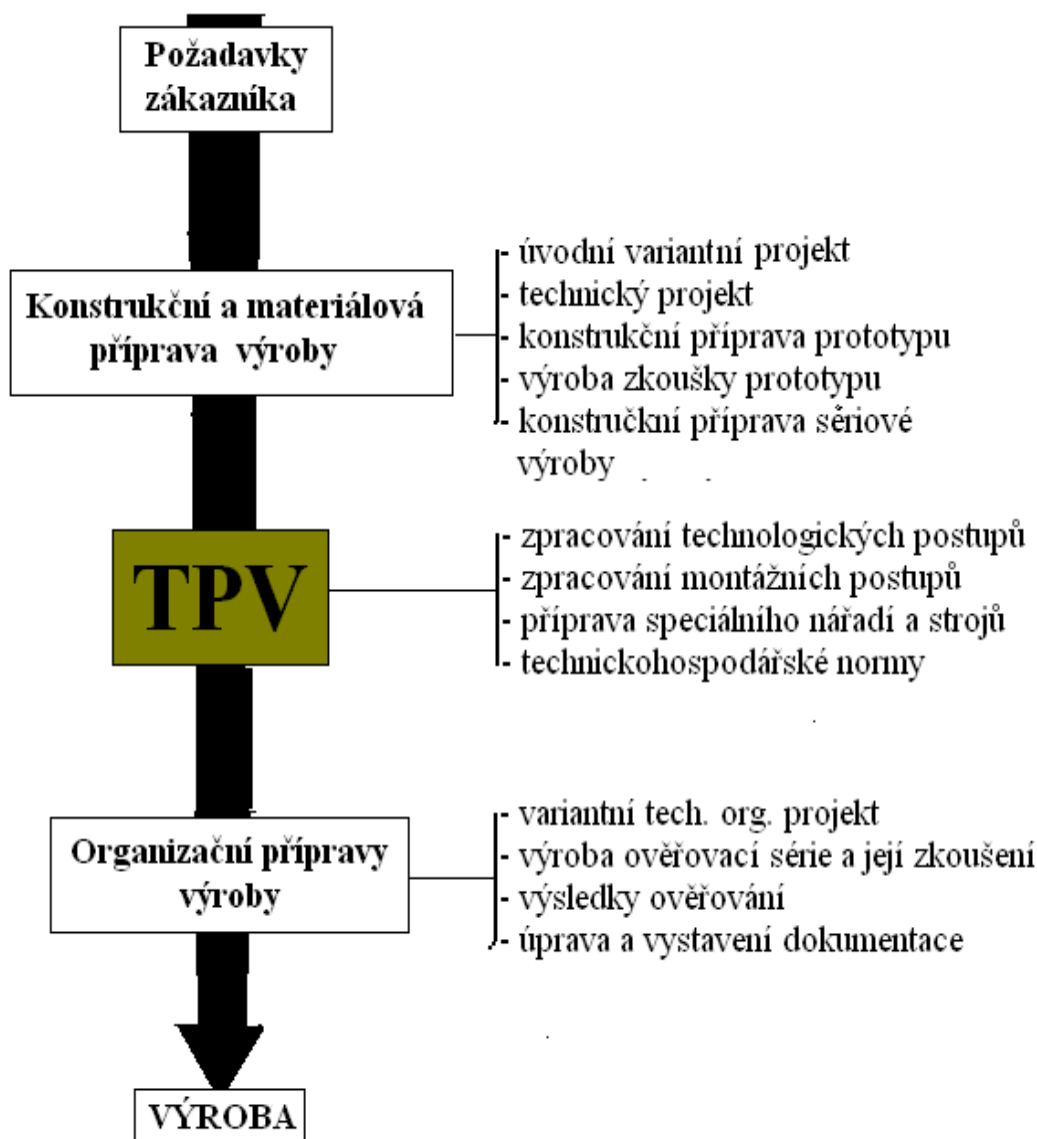 Požadavky
zákazníka
- úvodní variantní projekt
- technický projekt
Konstrukční a materiálová
příprava výroby
- konstrukční příprava prototypu
- výroba zkoušky prototypu
- konstručkní příprava sériové
výroby
TPV
- zpracování technologických postupů
- zpracování montážních postupů
- příprava speciálního nářadí a strojů
- technickohospodářské normy
Organizační přípravy
výroby
- variantní tech. org. projekt
- výroba ověřovací série a její zkoušení
- výsledky ověřování
- úprava a vystavení dokumentace
VÝROBA